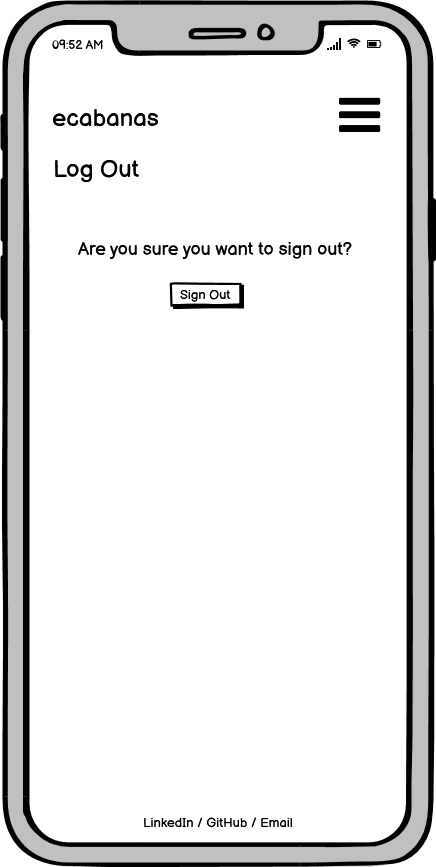 09:52 AM
ecabanas
Log Out
Are you sure you want to sign out?
Sign Out
LinkedIn / GitHub / Email